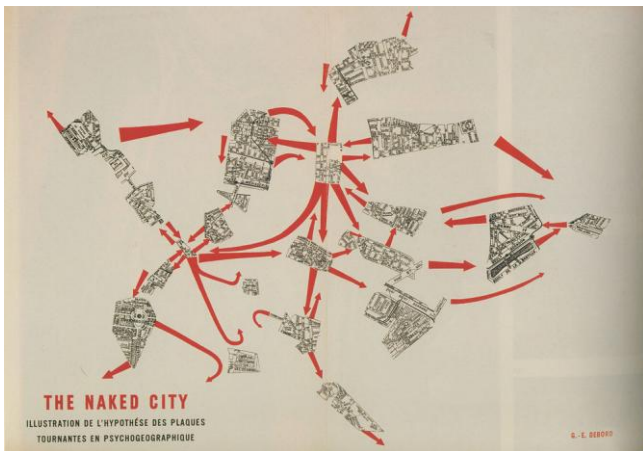 THE NAKED CITY
ILLUSTRATION DE L'HYPOTHÈSE DES PLAQUES
TOURNANTES EN PSYCHOGEOGRAPHIQUE
G.-E. DEBORD